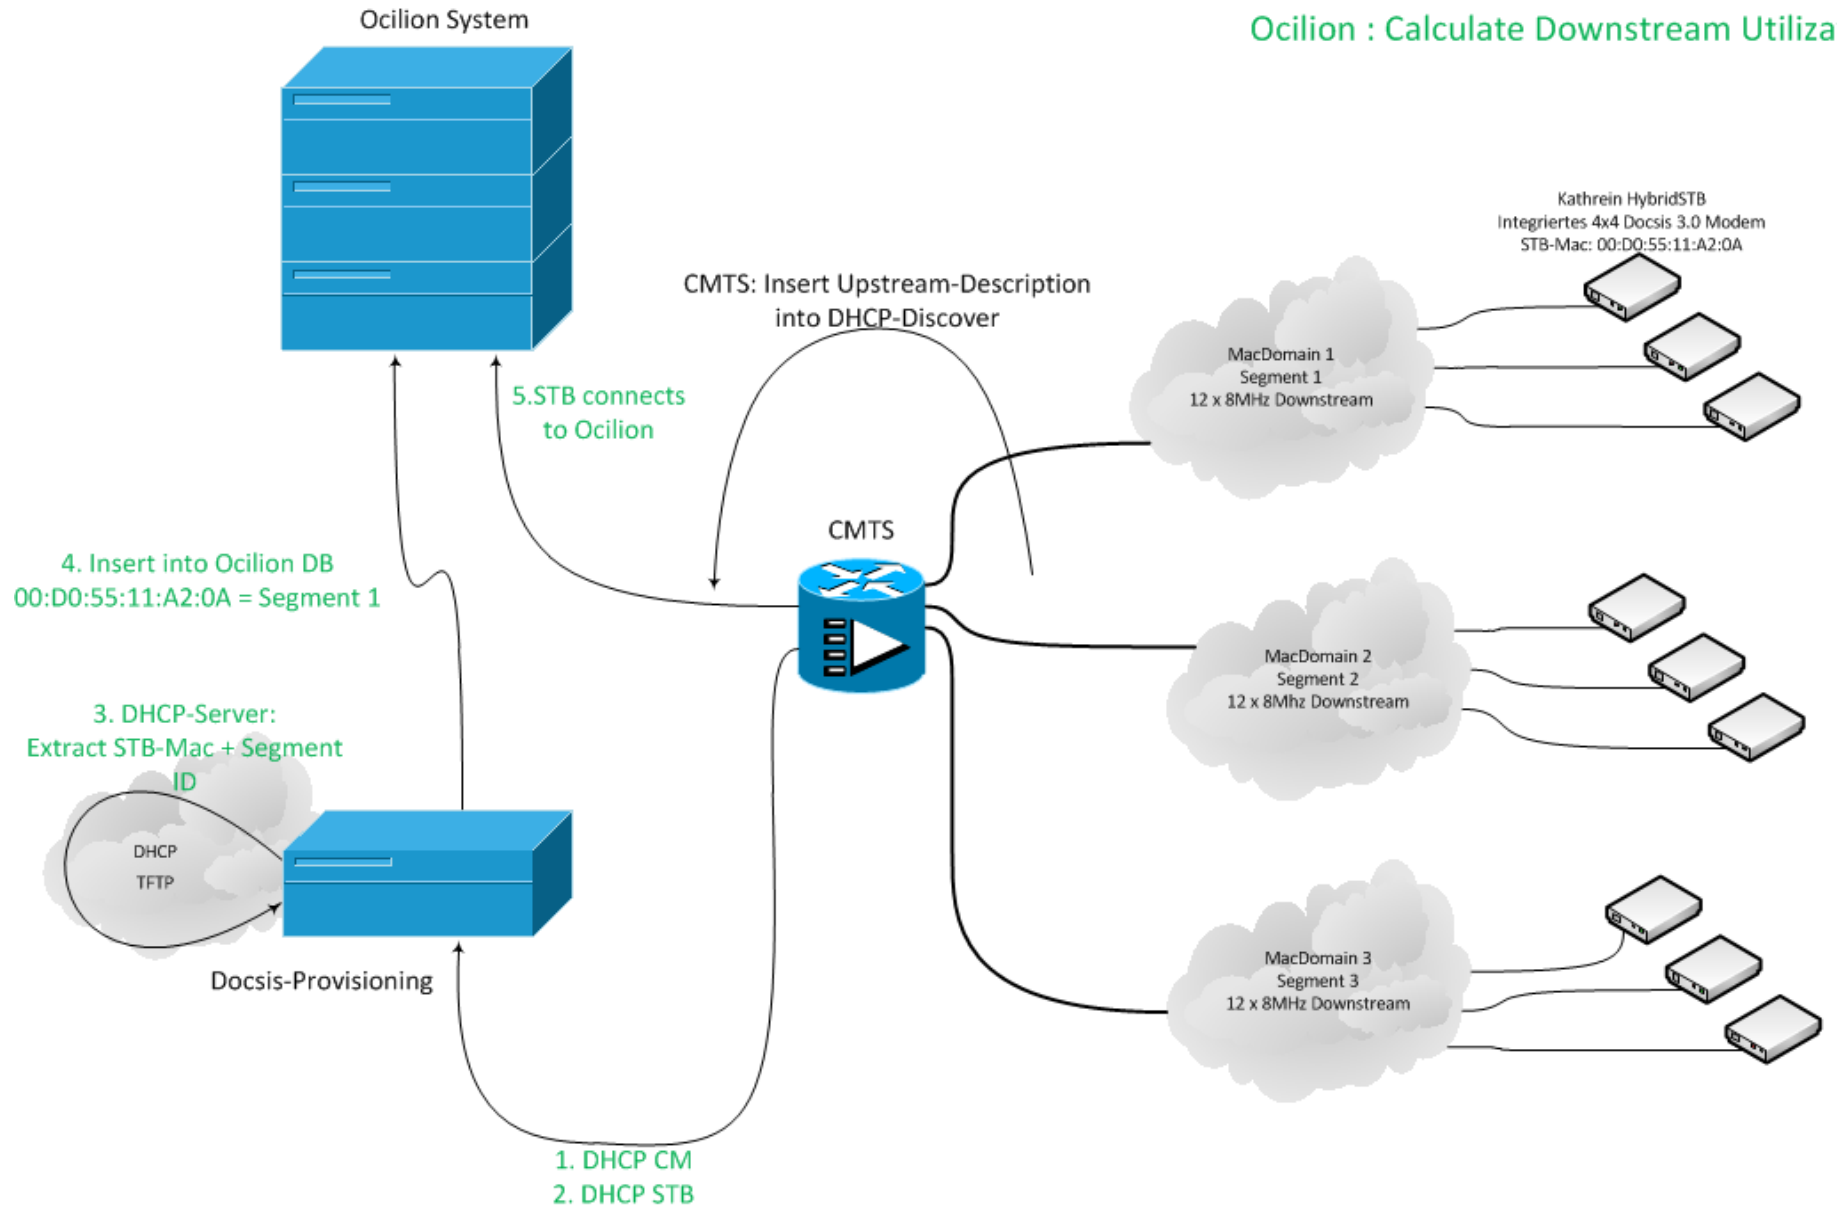 Ocilion System
Ocilion : Calculate Downstream Utiliza
Kathrein HybridSTB
Integriertes 4x4 Docsis 3.0 Modem
STB-Mac: 00:D0:55:11:A2:0A
CMTS: Insert Upstream-Description
into DHCP-Discover
MacDomain 1
Segment 1
12 x 8MHz Downstream
5.STB connects
to Ocilion
CMTS
4. Insert into Ocilion DB
00:D0:55:11:A2:0A = Segment 1
MacDomain 2
Segment 2
12 x 8Mhz Downstream
3. DHCP-Server:
Extract STB-Mac + Segment
ID
DHCP
TFTP
Docsis-Provisioning
MacDomain 3
Segment 3
12 x 8MHz Downstream
1. DHCP CM
2. DHCP STB